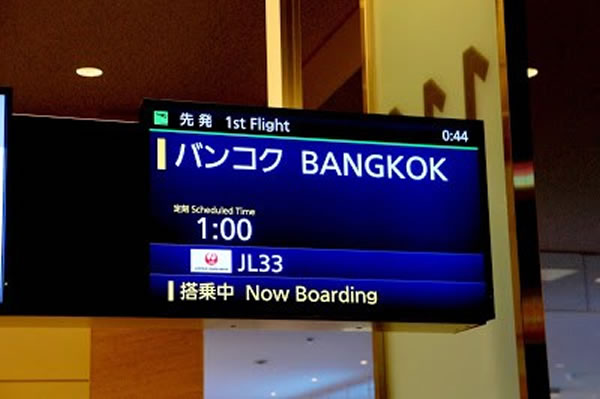 先発 1st Flight 0:44
バンコク BANGKOK
定刻 Scheduled Time
1:00
JL33
搭乗中 Now Boarding